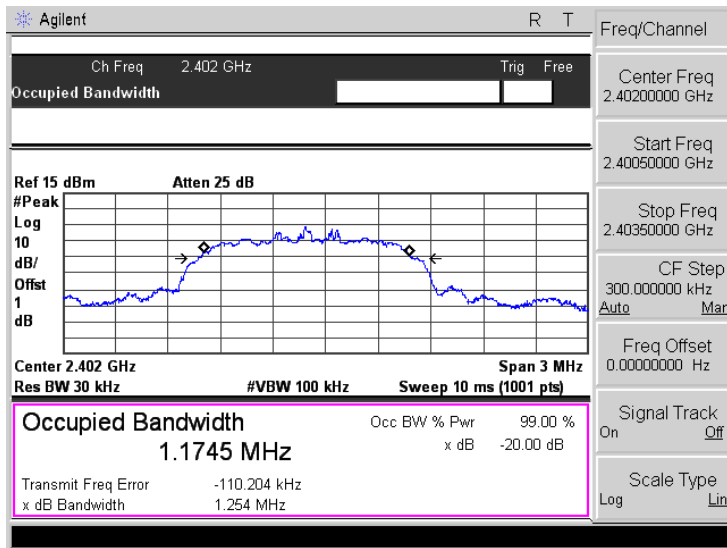 Agilent
R T
Ch Freq 2.402 GHz
Trig Free
Occupied Bandwidth
Ref 15 dBm
Atten 25 dB
#Peak
Log
10
dB/
Offst
1
dB
Center 2.402 GHz
Span 3 MHz
Res BW 30 kHz
#VBW 100 kHz
Sweep 10 ms (1001 pts)
Occupied Bandwidth
1.1745 MHz
Occ BW % Pwr 99.00 %
x dB -20.00 dB
Transmit Freq Error -110.204 kHz
x dB Bandwidth 1.254 MHz
Freq/Channel
Center Freq
2.40200000 GHz
Start Freq
2.40050000 GHz
Stop Freq
2.40350000 GHz
CF Step
300.000000 kHz
Auto Man
Freq Offset
0.00000000 Hz
Signal Track
On Off
Scale Type
Log Lin